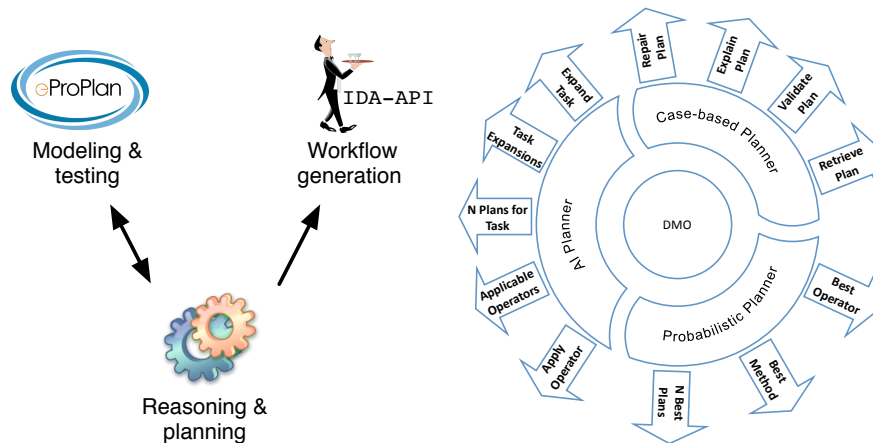 eProPlan
Modeling &
testing
IDA-API
Workflow
generation
Reasoning &
planning
Repair
Plan
Explain
Plan
Validate
Plan
Retrieve
Plan
Expand
Task
Task
Expansions
N Plans for
Task
Applicable
Operators
Apply
Operator
N Best
Plans
Best
Method
Best
Operator
Case-based Planner
AI Planner
Probabilistic Planner
DMO